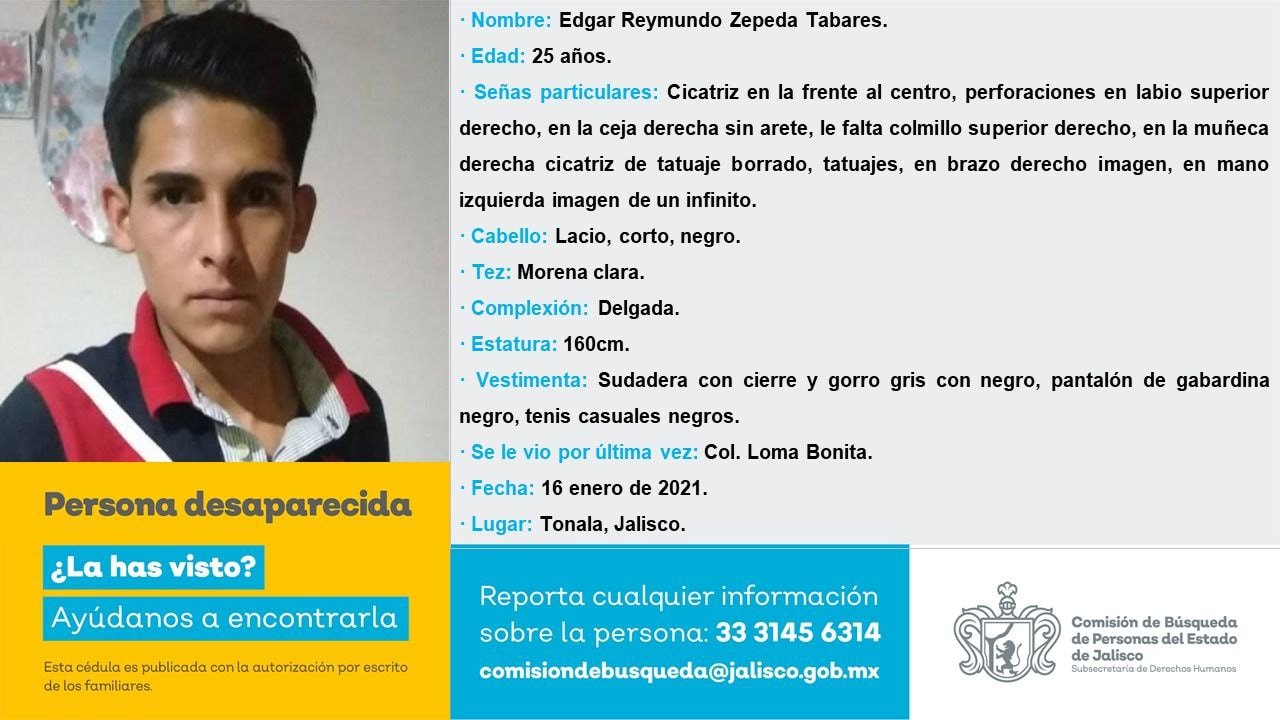 · Nombre: Edgar Reymundo Zepeda Tabares.
· Edad: 25 años.
· Señas particulares: Cicatriz en la frente al centro, perforaciones en labio superior
derecho, en la ceja derecha sin arete, le falta colmillo superior derecho, en la muñeca
derecha cicatriz de tatuaje borrado, tatuajes, en brazo derecho imagen, en mano
izquierda imagen de un infinito.
· Cabello: Lacio, corto, negro.
· Tez: Morena clara.
· Complexión: Delgada.
· Estatura: 160cm.
· Vestimenta: Sudadera con cierre y gorro gris con negro, pantalón de gabardina
negro, tenis casuales negros.
· Se le vio por última vez: Col. Loma Bonita.
· Fecha: 16 enero de 2021.
· Lugar: Tonala, Jalisco.
Persona desaparecida
¿La has visto?
Ayúdanos a encontrarla
Esta cédula es publicada con la autorización por escrito
de los familiares.
Reporta cualquier información
sobre la persona: 33 3145 6314
comisiondebusqueda@jalisco.gob.mx
Comisión de Búsqueda
de Personas del Estado
de Jalisco
Subsecretaría de Derechos Humanos